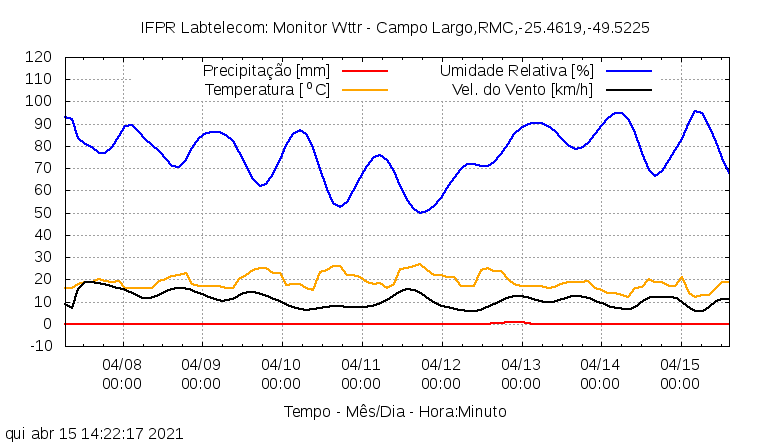 IFPR Labtelecom: Monitor Wttr - Campo Largo,RMC,-25.4619,-49.5225
120
110
100
90
80
70
60
50
40
30
20
10
0
-10
Precipitação [mm]
Temperatura [⁰C]
Umidade Relativa [%]
Vel. do Vento [km/h]
04/08 04/09 04/10 04/11 04/12 04/13 04/14 04/15
00:00 00:00 00:00 00:00 00:00 00:00 00:00 00:00
Tempo - Mês/Dia - Hora:Minuto
qui abr 15 14:22:17 2021